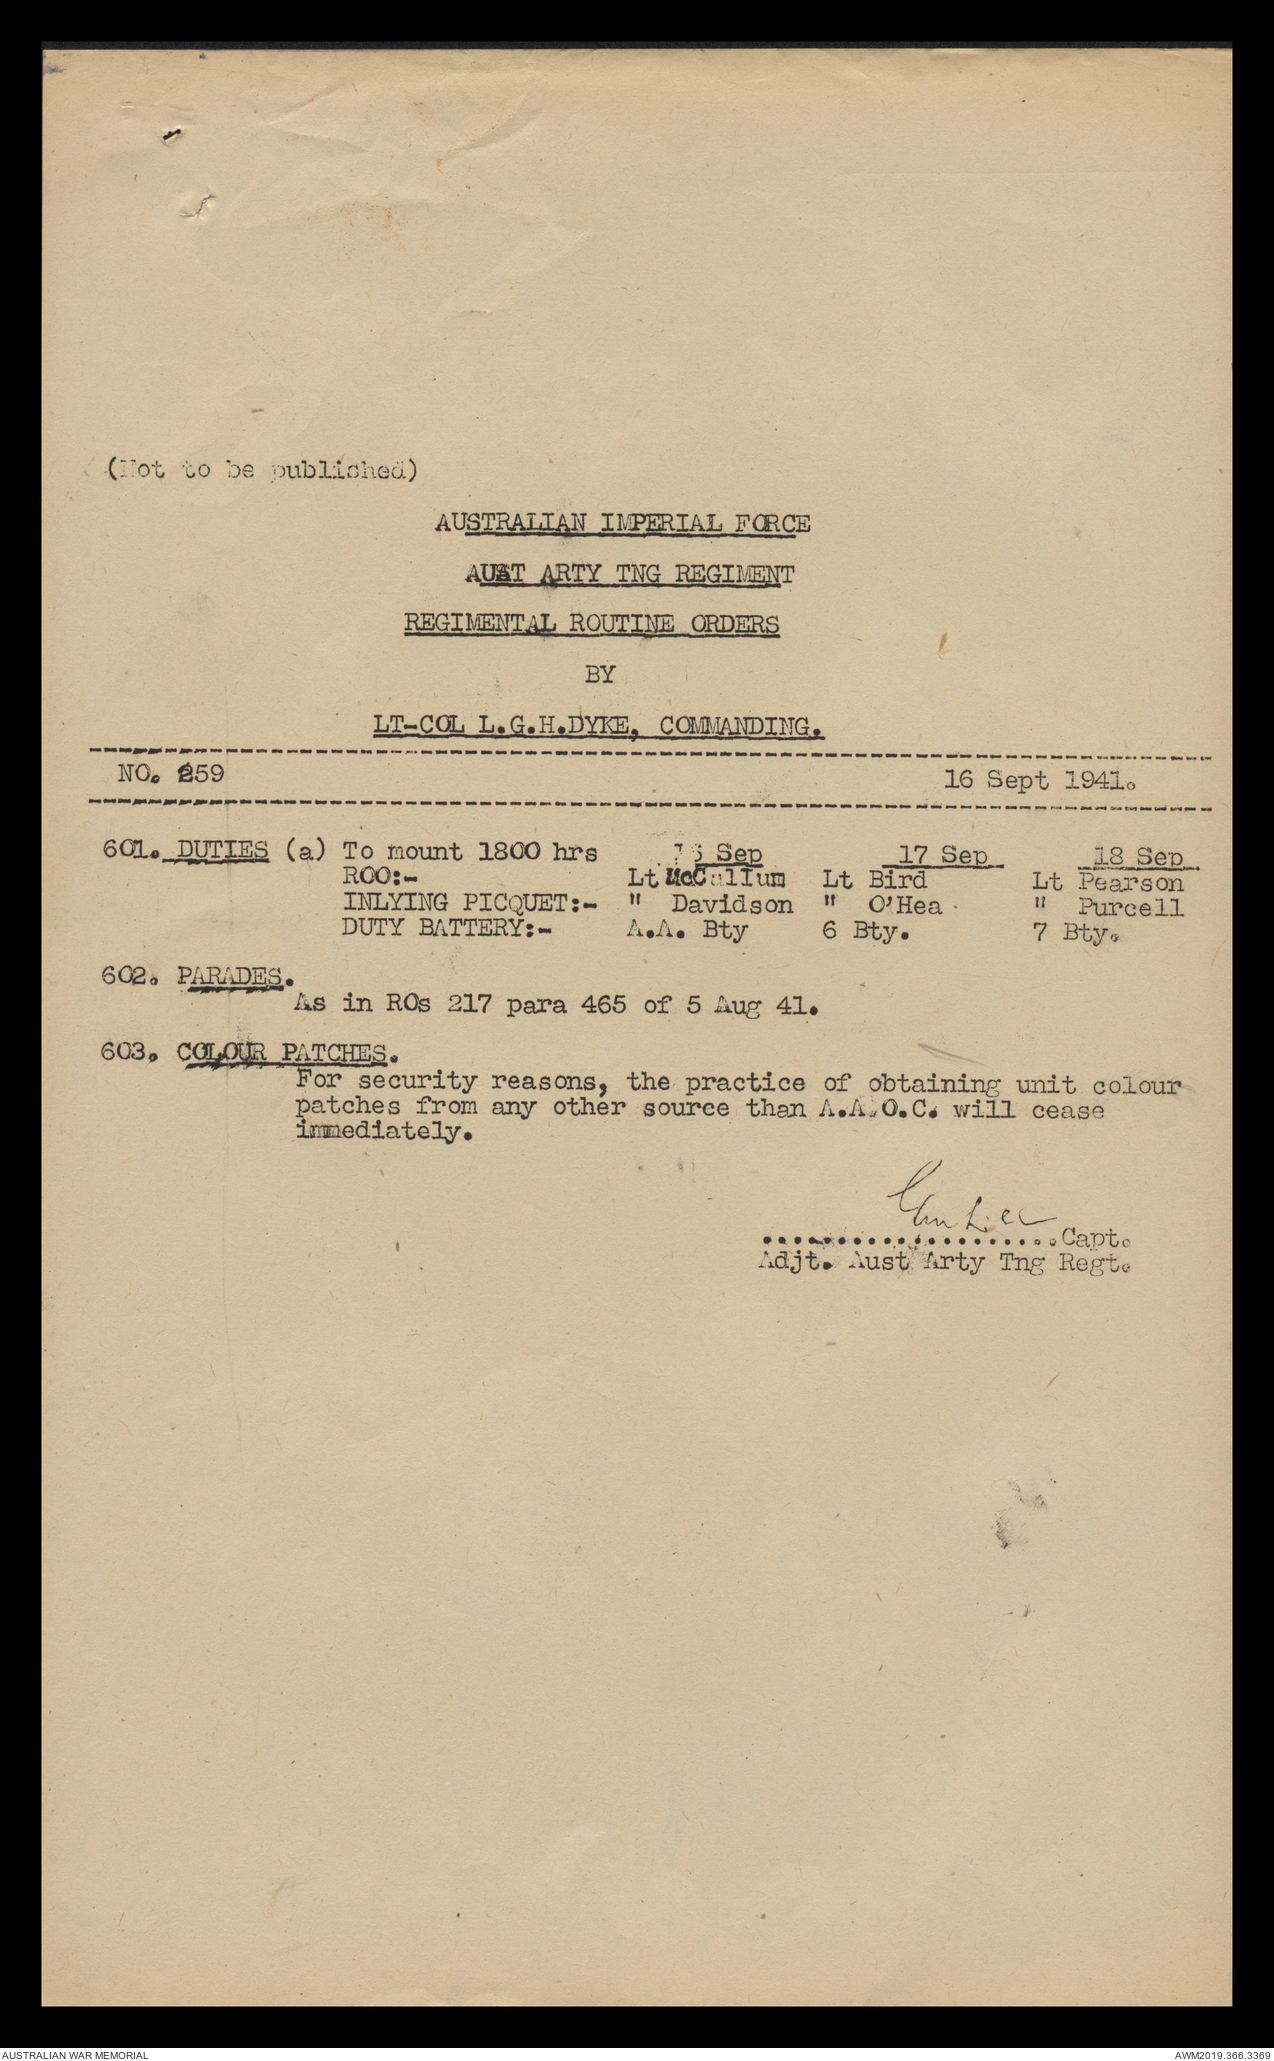 (Not to be published)
AUSTRALIAN IMPERIAL FORCE
AUST ARTY TNG REGIMENT
REGIMENTAL ROUTINE ORDERS
BY
LT-COL L.G.H.DYKE, COMMANDING.
NO. 259 16 Sept 1941.
601. DUTIES (a) To mount 1800 hrs 16 Sep 17 Sep 18 Sep
ROO:- Lt McCallum Lt Bird Lt Pearson
INLYING PICQUET:- " Davidson " O'Hea " Purcell
DUTY BATTERY:- A.A. Bty 6 Bty. 7 Bty.
602. PARADES.
As in ROs 217 para 465 of 5 Aug 41.
603. COLOUR PATCHES.
For security reasons, the practice of obtaining unit colour
patches from any other source than A.A.O.C. will cease
immediately.
....................Capt.
Adjt. Aust Arty Tng Regt.
AUSTRALIAN WAR MEMORIAL AWM2019.366.3369